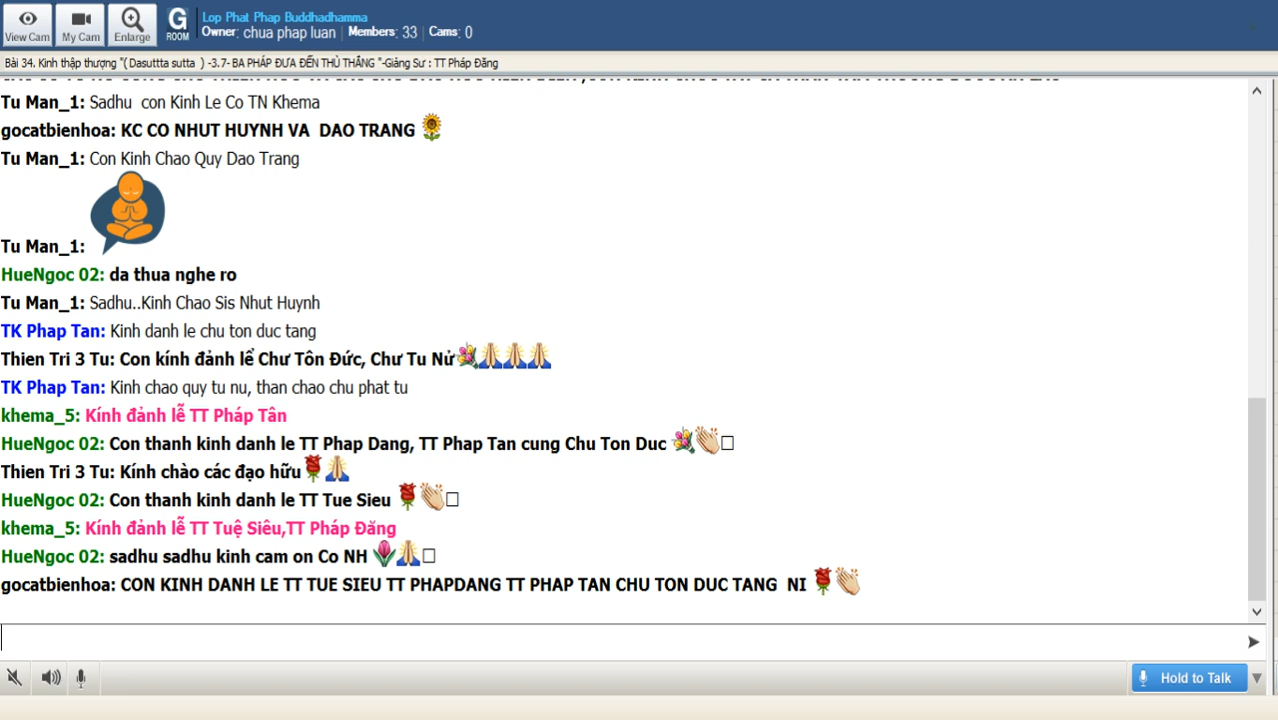 View Cam
My Cam
Enlarge
G
ROOM
Lop Phat Phap Buddhadhamma
Owner: chua phap luan | Members: 33 | Cams: 0
Bài 34. Kinh thập thượng "( Dasuttta sutta ) -3.7- BA PHÁP ĐƯA ĐẾN THÙ THẮNG "-Giảng Sư : TT Pháp Đăng
Tu Man_1: Sadhu con Kinh Le Co TN Khema
gocatbienhoa: KC CO NHUT HUYNH VA DAO TRANG
Tu Man_1: Con Kinh Chao Quy Dao Trang
Tu Man_1:
HueNgoc 02: da thua nghe ro
Tu Man_1: Sadhu..Kinh Chao Sis Nhut Huynh
TK Phap Tan: Kinh danh le chu ton duc tang
Thien Tri 3 Tu: Con kính đảnh lể Chư Tôn Đức, Chư Tu Nử
TK Phap Tan: Kinh chao quy tu nu, than chao chu phat tu
khema_5: Kính đảnh lễ TT Pháp Tân
HueNgoc 02: Con thanh kinh danh le TT Phap Dang, TT Phap Tan cung Chu Ton Duc
Thien Tri 3 Tu: Kính chào các đạo hữu
HueNgoc 02: Con thanh kinh danh le TT Tue Sieu
khema_5: Kính đảnh lễ TT Tuệ Siêu,TT Pháp Đăng
HueNgoc 02: sadhu sadhu kinh cam on Co NH
gocatbienhoa: CON KINH DANH LE TT TUE SIEU TT PHAPDANG TT PHAP TAN CHU TON DUC TANG NI
Hold to Talk